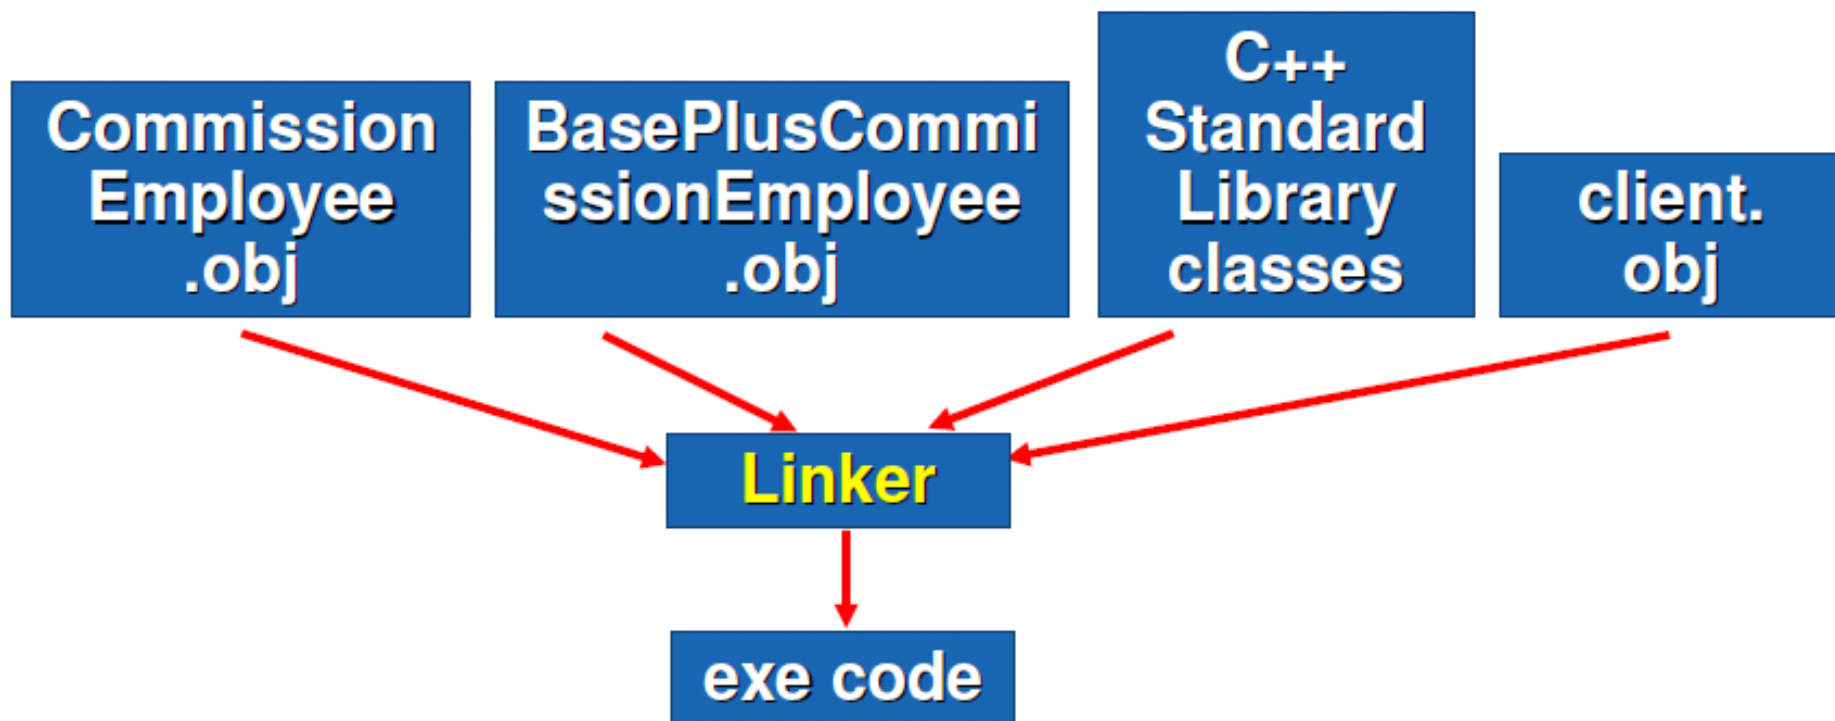 Commission
Employee
.obj
BasePlusCommi
ssionEmployee
.obj
C++
Standard
Library
classes
client.
obj
Linker
exe code